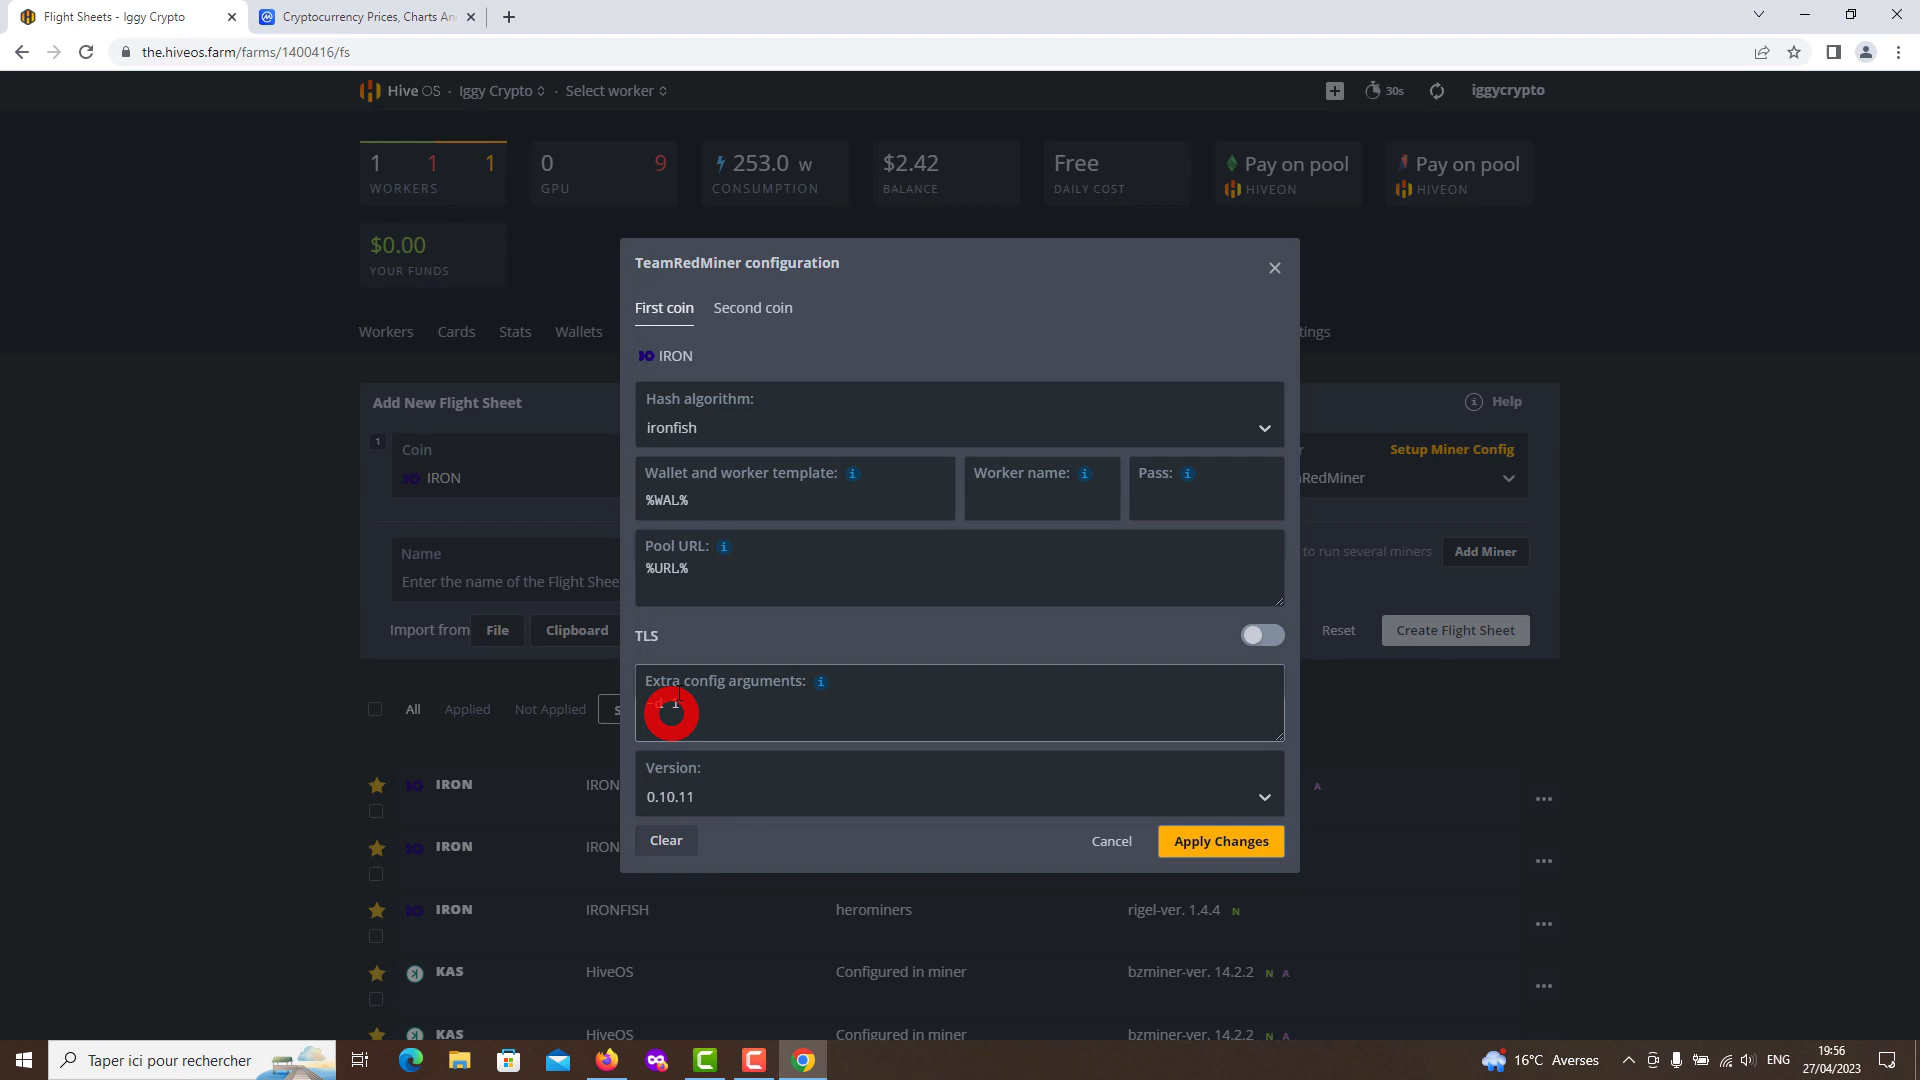 Flight Sheets - Iggy Crypto
Cryptocurrency Prices, Charts An
the.hiveos.farm/farms/1400416/fs
Hive OS · Iggy Crypto · Select worker
30s
iggycrypto
1 1 1
WORKERS
0 9
GPU
253.0 w
CONSUMPTION
$2.42
BALANCE
Free
DAILY COST
Pay on pool
HIVEON
Pay on pool
HIVEON
$0.00
YOUR FUNDS
Workers Cards Stats Wallets
tings
TeamRedMiner configuration
First coin Second coin
IRON
Hash algorithm:
ironfish
Wallet and worker template: i
%WAL%
Worker name: i
Pass: i
Pool URL: i
%URL%
TLS
Extra config arguments: i
-d 1
Version:
0.10.11
Clear
Cancel
Apply Changes
Add New Flight Sheet
Help
1
Coin
IRON
r
Setup Miner Config
RedMiner
Name
Enter the name of the Flight Shee
to run several miners
Add Miner
Import from File Clipboard
Reset
Create Flight Sheet
All Applied Not Applied S
IRON IRON A
IRON IRON
IRON IRONFISH herominers rigel-ver. 1.4.4 N
KAS HiveOS Configured in miner bzminer-ver. 14.2.2 N A
KAS HiveOS Configured in miner bzminer-ver. 14.2.2 N A
Taper ici pour rechercher
16°C Averses
ENG
19:56
27/04/2023